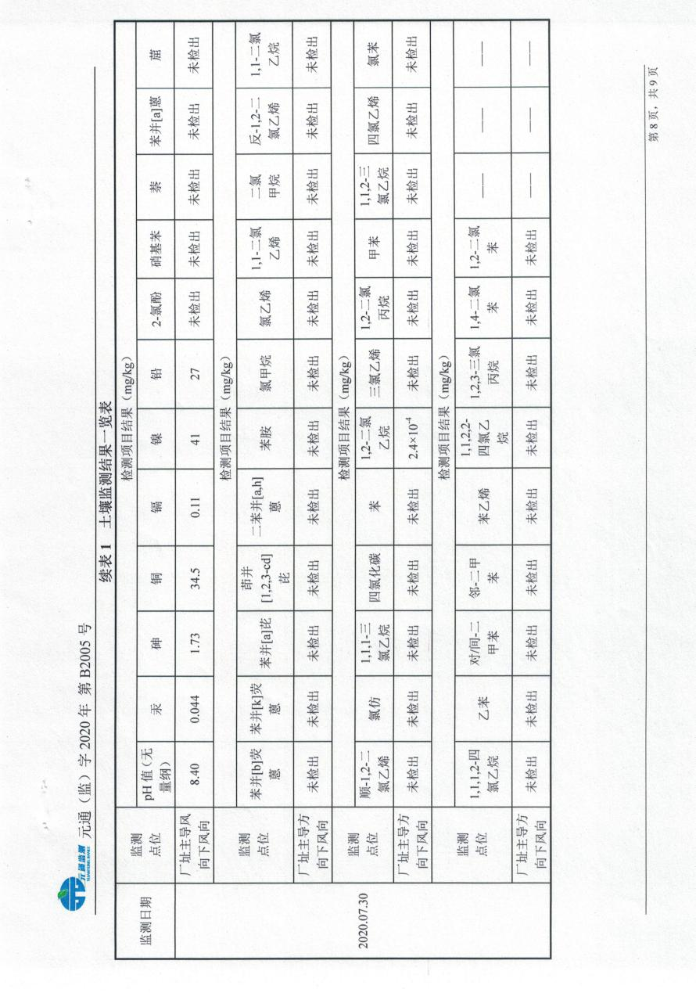 元通监测
YUANTONG JIANCE
元通（监）字 2020 年 第 B2005 号
续表 1 土壤监测结果一览表
监测日期 监测点位 检测项目结果（mg/kg）
pH 值（无量纲） 汞 砷 铜 镉 镍 铅 2-氯酚 硝基苯 萘 苯并[a]蒽 䓛
2020.07.30
厂址主导风向下风向 8.40 0.044 1.73 34.5 0.11 41 27 未检出 未检出 未检出 未检出 未检出
监测点位 检测项目结果（mg/kg）
苯并[b]荧蒽 苯并[k]荧蒽 苯并[a]芘 茚并[1,2,3-cd]芘 二苯并[a,h]蒽 苯胺 氯甲烷 氯乙烯 1,1-二氯乙烯 二氯甲烷 反-1,2-二氯乙烯 1,1-二氯乙烷
厂址主导方向下风向 未检出 未检出 未检出 未检出 未检出 未检出 未检出 未检出 未检出 未检出 未检出 未检出
监测点位 检测项目结果（mg/kg）
顺-1,2-二氯乙烯 氯仿 1,1,1-三氯乙烷 四氯化碳 苯 1,2-二氯乙烷 三氯乙烯 1,2-二氯丙烷 甲苯 1,1,2-三氯乙烷 四氯乙烯 氯苯
厂址主导方向下风向 未检出 未检出 未检出 未检出 未检出 2.4×10⁻⁴ 未检出 未检出 未检出 未检出 未检出 未检出
监测点位 检测项目结果（mg/kg）
1,1,1,2-四氯乙烷 乙苯 对/间-二甲苯 邻-二甲苯 苯乙烯 1,1,2,2-四氯乙烷 1,2,3-三氯丙烷 1,4-二氯苯 1,2-二氯苯 —— —— ——
厂址主导方向下风向 未检出 未检出 未检出 未检出 未检出 未检出 未检出 未检出 未检出 —— —— ——
第 8 页，共 9 页